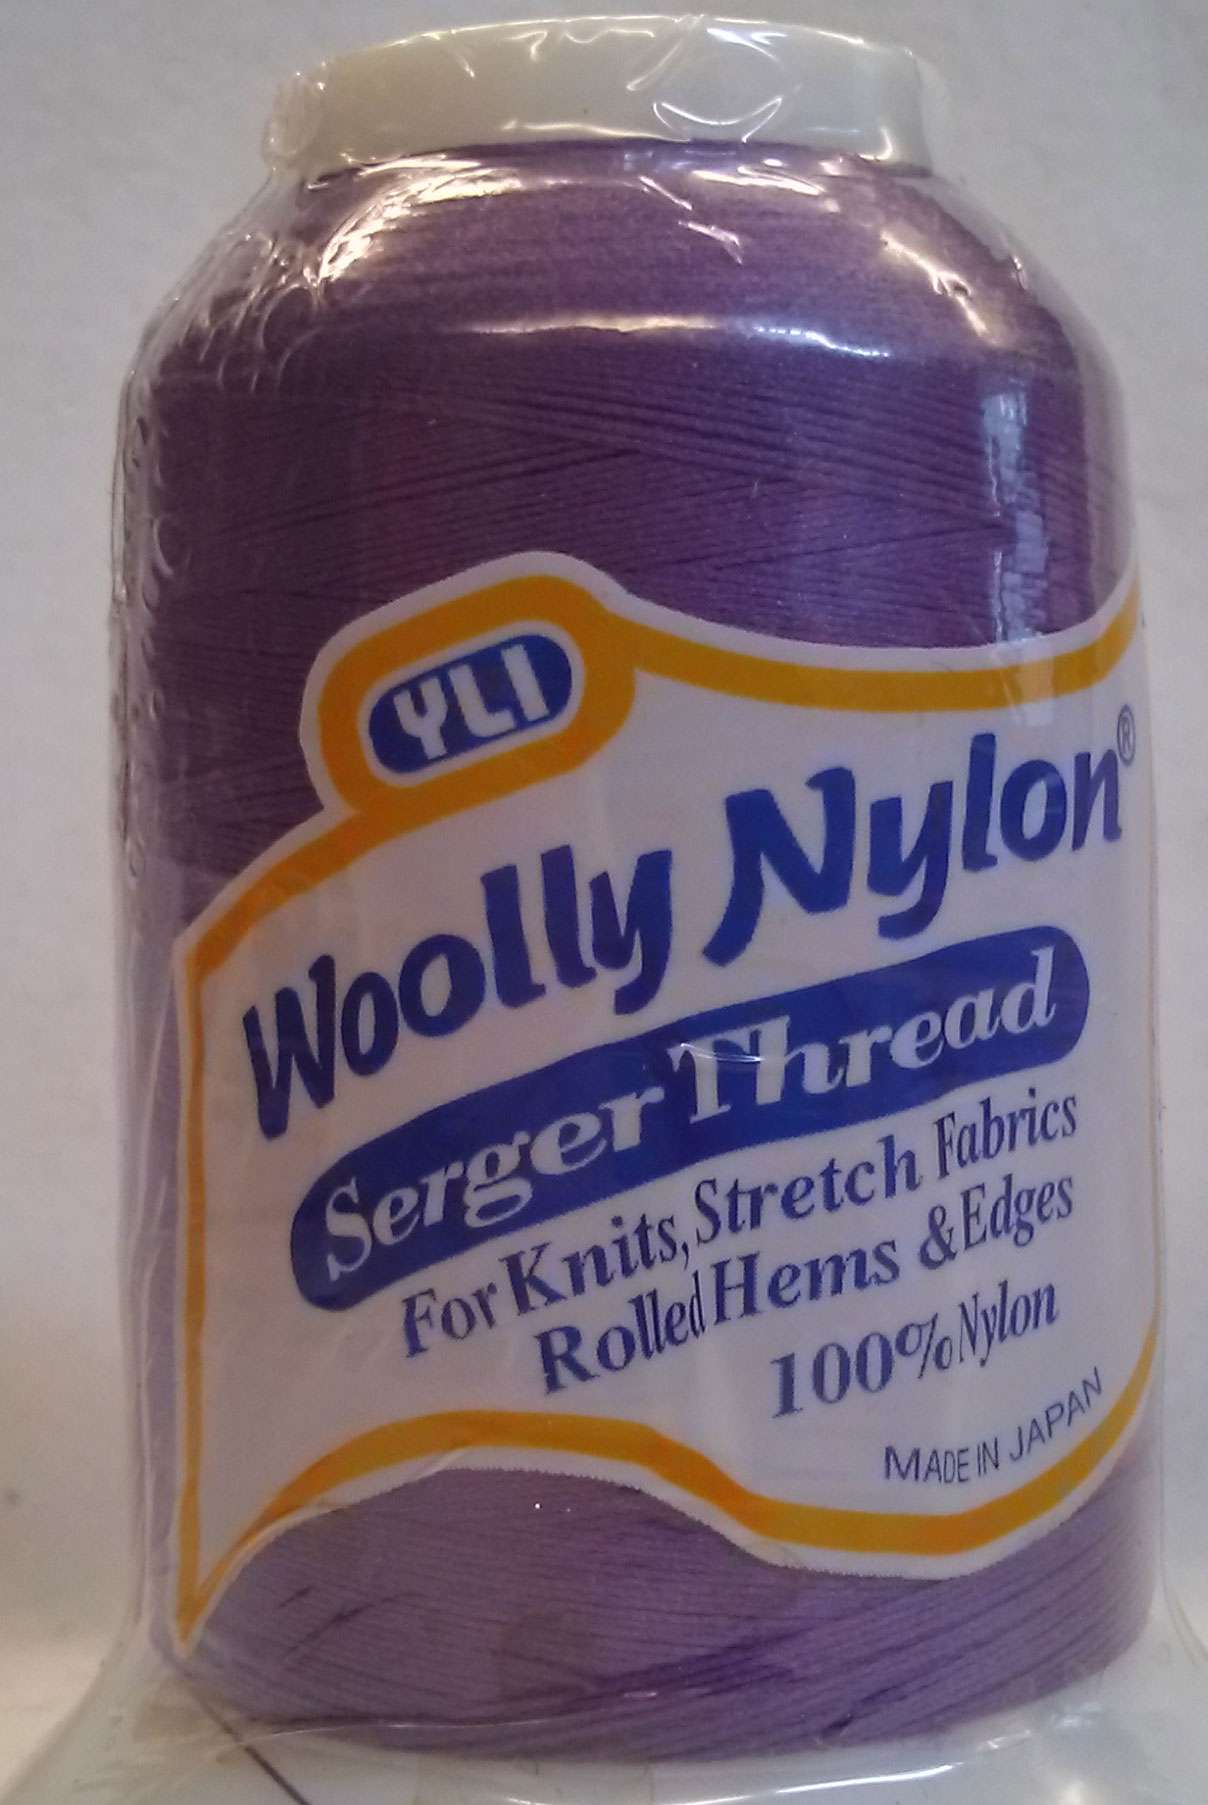 YLI
Woolly Nylon®
Serger Thread
For Knits, Stretch Fabrics
Rolled Hems & Edges
100% Nylon
MADE IN JAPAN